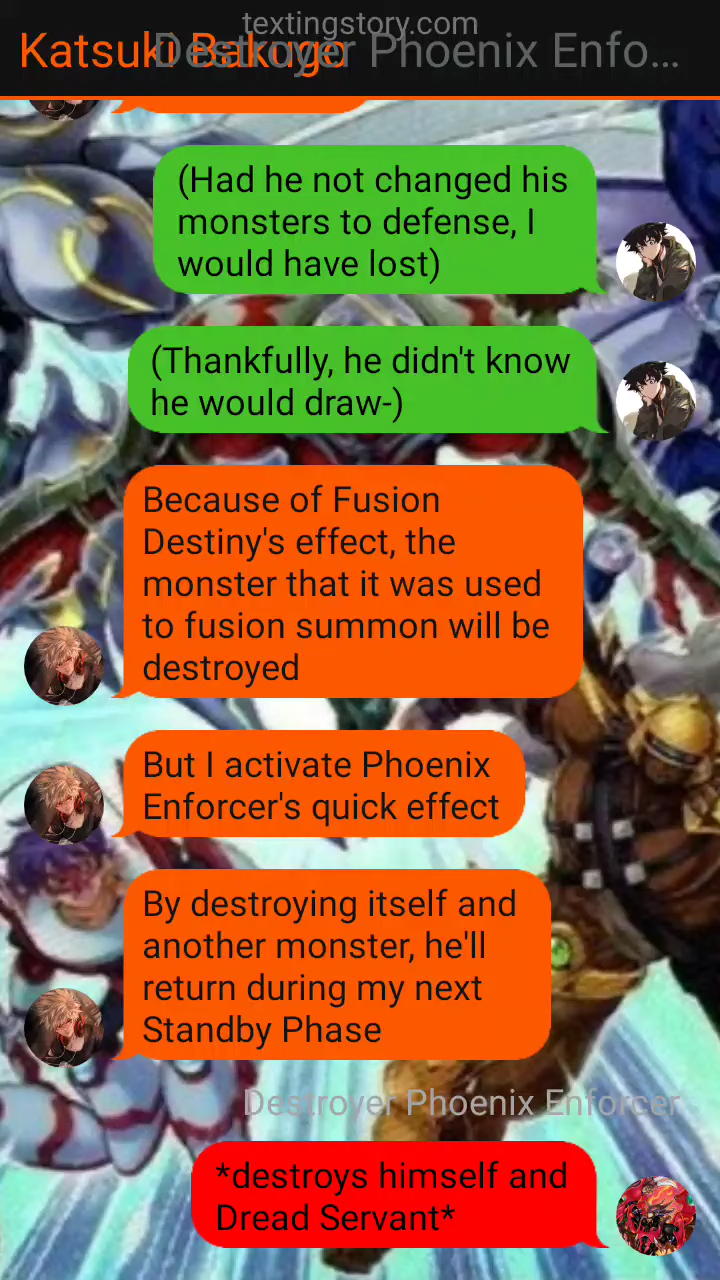 textingstory.com
Katsuki Bakugo
Destroyer Phoenix Enfo...
(Had he not changed his
monsters to defense, I
would have lost)
(Thankfully, he didn't know
he would draw-)
Because of Fusion
Destiny's effect, the
monster that it was used
to fusion summon will be
destroyed
But I activate Phoenix
Enforcer's quick effect
By destroying itself and
another monster, he'll
return during my next
Standby Phase
Destroyer Phoenix Enforcer
*destroys himself and
Dread Servant*